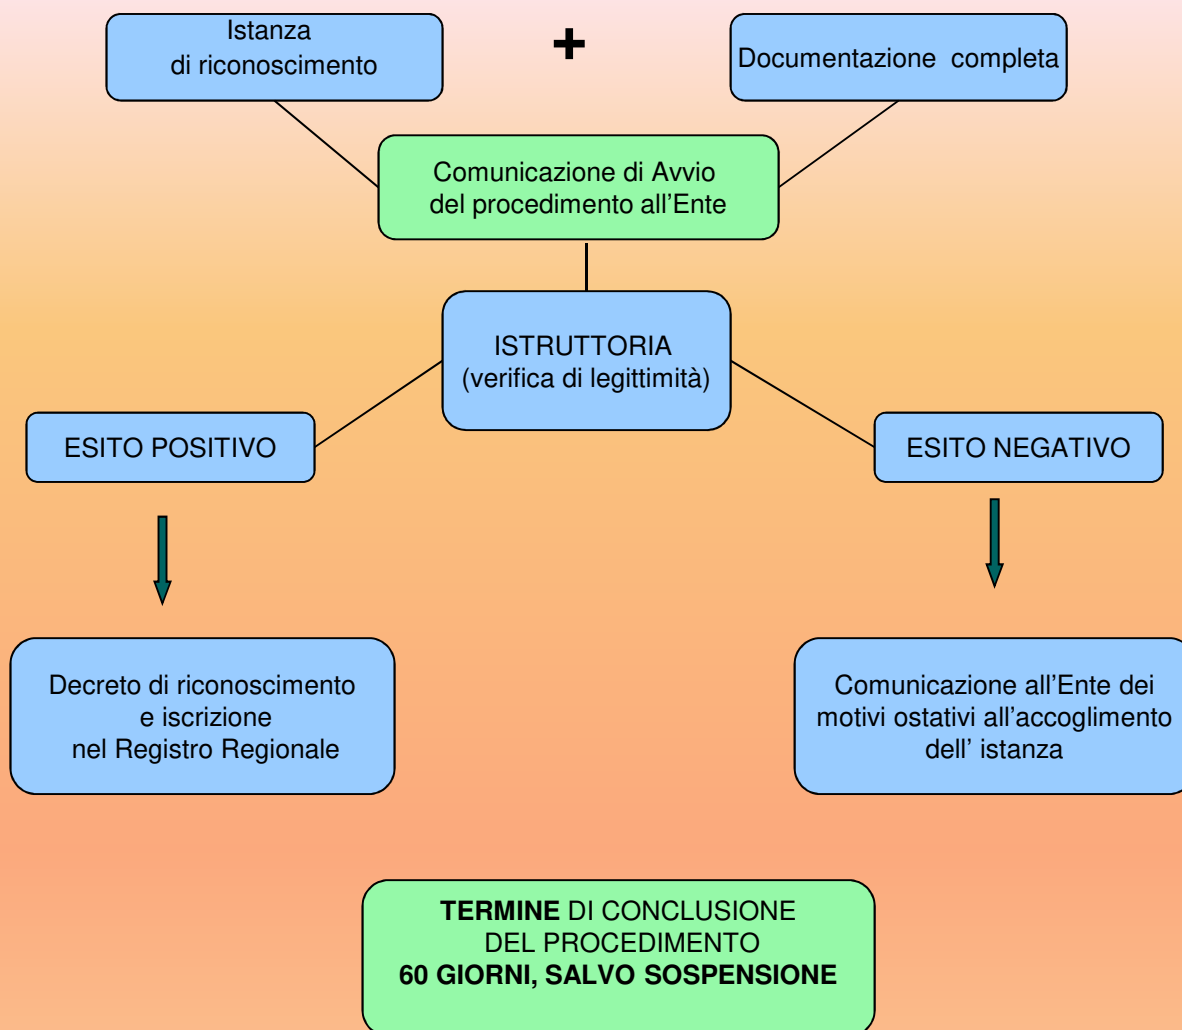 Istanza
di riconoscimento
+
Documentazione completa
Comunicazione di Avvio
del procedimento all'Ente
ISTRUTTORIA
(verifica di legittimità)
ESITO POSITIVO
ESITO NEGATIVO
Decreto di riconoscimento
e iscrizione
nel Registro Regionale
Comunicazione all'Ente dei
motivi ostativi all'accoglimento
dell' istanza
TERMINE DI CONCLUSIONE
DEL PROCEDIMENTO
60 GIORNI, SALVO SOSPENSIONE